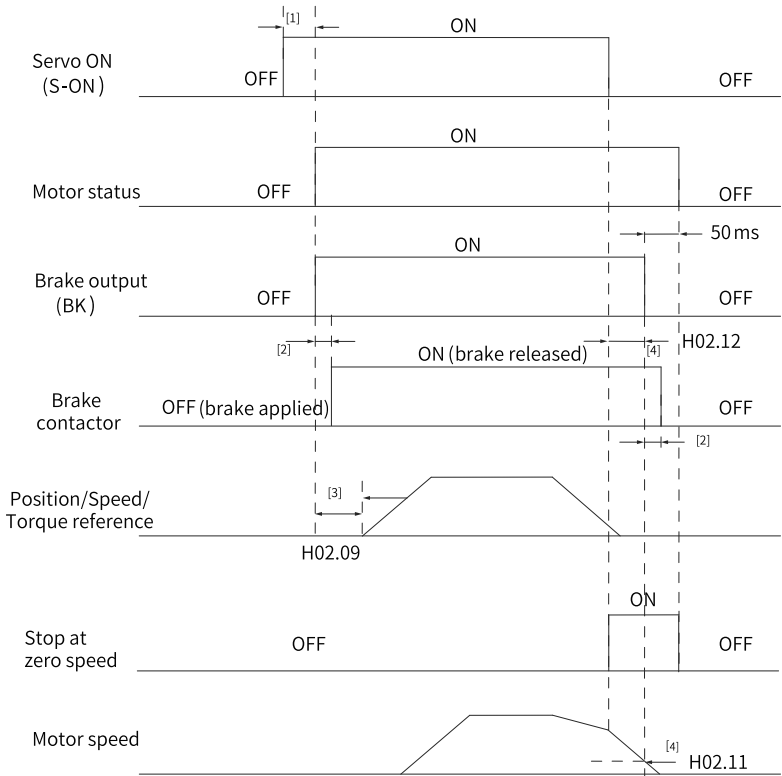 [1]
ON
Servo ON
(S-ON)
OFF
OFF
ON
Motor status
OFF
OFF
50 ms
ON
Brake output
(BK)
OFF
OFF
[2]
[4]
H02.12
ON (brake released)
Brake
contactor
OFF (brake applied)
OFF
[2]
[3]
Position/Speed/
Torque reference
H02.09
ON
Stop at
zero speed
OFF
OFF
Motor speed
[4]
H02.11